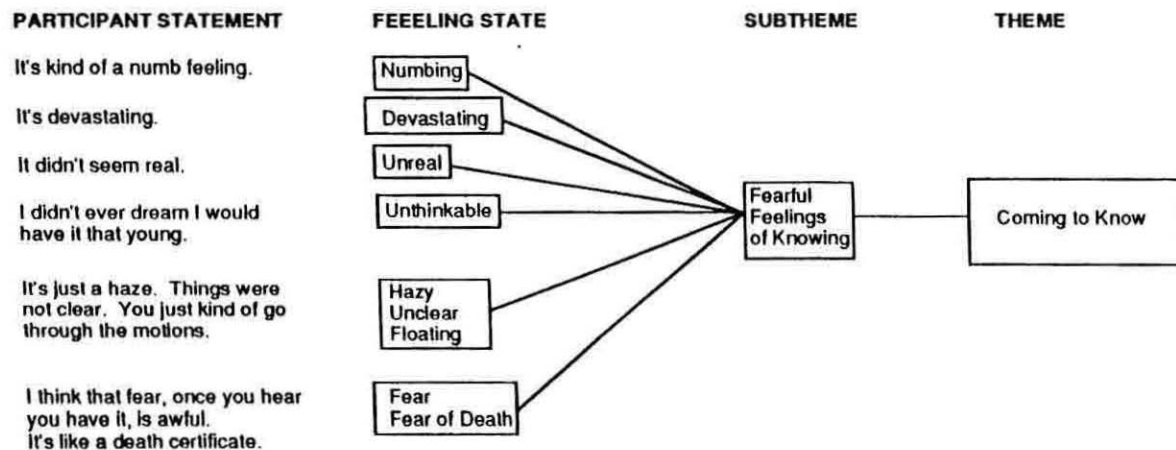 PARTICIPANT STATEMENT FEEELING STATE SUBTHEME THEME
It's kind of a numb feeling.
Numbing
It's devastating.
Devastating
It didn't seem real.
Unreal
I didn't ever dream I would
have it that young.
Unthinkable
Fearful
Feelings
of Knowing
Coming to Know
It's just a haze. Things were
not clear. You just kind of go
through the motions.
Hazy
Unclear
Floating
I think that fear, once you hear
you have it, is awful.
It's like a death certificate.
Fear
Fear of Death